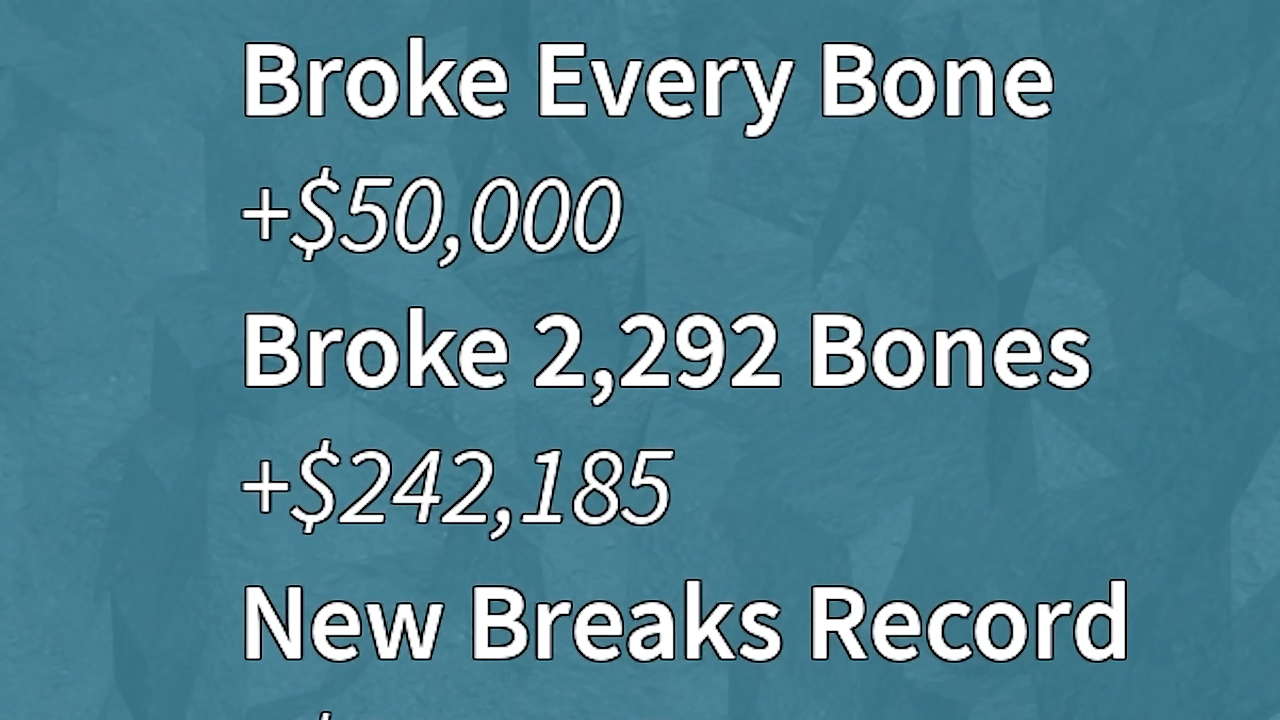 Broke Every Bone
+$50,000
Broke 2,292 Bones
+$242,185
New Breaks Record